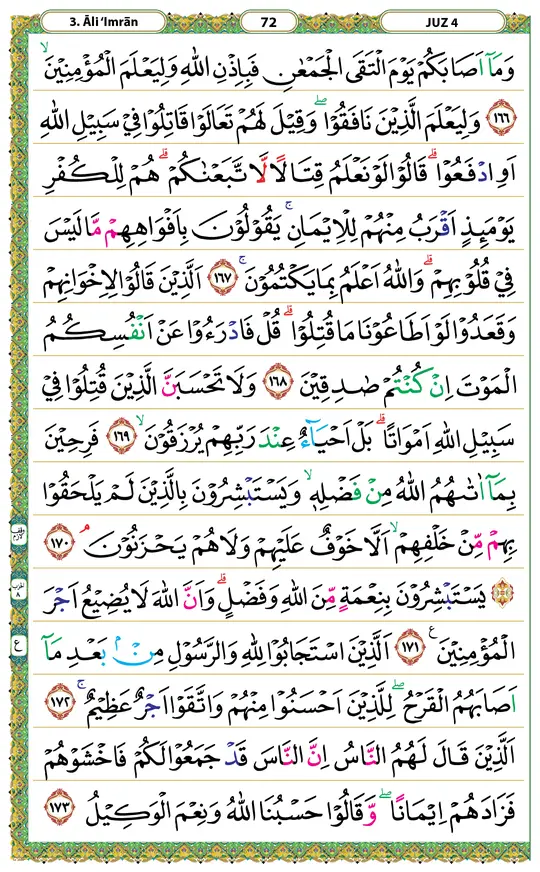 3. Āli ‘Imrān 72 JUZ 4
وَمَآ اَصَابَكُمْ يَوْمَ الْتَقَى الْجَمْعٰنِ فَبِاِذْنِ اللّٰهِ وَلِيَعْلَمَ الْمُؤْمِنِيْنَۙ
١٦٦ وَلِيَعْلَمَ الَّذِيْنَ نَافَقُوْاۖ وَقِيْلَ لَهُمْ تَعَالَوْا قَاتِلُوْا فِيْ سَبِيْلِ اللّٰهِ
اَوِ ادْفَعُوْاۗ قَالُوْا لَوْ نَعْلَمُ قِتَالًا لَّا تَّبَعْنٰكُمْۗ هُمْ لِلْكُفْرِ
يَوْمَىِٕذٍ اَقْرَبُ مِنْهُمْ لِلْاِيْمَانِۚ يَقُوْلُوْنَ بِاَفْوَاهِهِمْ مَّا لَيْسَ
فِيْ قُلُوْبِهِمْۗ وَاللّٰهُ اَعْلَمُ بِمَا يَكْتُمُوْنَۚ ١٦٧ اَلَّذِيْنَ قَالُوْا لِاِخْوَانِهِمْ
وَقَعَدُوْا لَوْ اَطَاعُوْنَا مَا قُتِلُوْاۗ قُلْ فَادْرَءُوْا عَنْ اَنْفُسِكُمُ
الْمَوْتَ اِنْ كُنْتُمْ صٰدِقِيْنَ ١٦٨ وَلَا تَحْسَبَنَّ الَّذِيْنَ قُتِلُوْا فِيْ
سَبِيْلِ اللّٰهِ اَمْوَاتًاۗ بَلْ اَحْيَاۤءٌ عِنْدَ رَبِّهِمْ يُرْزَقُوْنَۙ ١٦٩ فَرِحِيْنَ
بِمَآ اٰتٰىهُمُ اللّٰهُ مِنْ فَضْلِهٖۙ وَيَسْتَبْشِرُوْنَ بِالَّذِيْنَ لَمْ يَلْحَقُوْا
بِهِمْ مِّنْ خَلْفِهِمْۙ اَلَّا خَوْفٌ عَلَيْهِمْ وَلَا هُمْ يَحْزَنُوْنَۘ ١٧٠
يَسْتَبْشِرُوْنَ بِنِعْمَةٍ مِّنَ اللّٰهِ وَفَضْلٍۗ وَاَنَّ اللّٰهَ لَا يُضِيْعُ اَجْرَ
الْمُؤْمِنِيْنَ ࣖ ١٧١ اَلَّذِيْنَ اسْتَجَابُوْا لِلّٰهِ وَالرَّسُوْلِ مِنْۢ بَعْدِ مَآ
اَصَابَهُمُ الْقَرْحُۖ لِلَّذِيْنَ اَحْسَنُوْا مِنْهُمْ وَاتَّقَوْا اَجْرٌ عَظِيْمٌۚ ١٧٢
اَلَّذِيْنَ قَالَ لَهُمُ النَّاسُ اِنَّ النَّاسَ قَدْ جَمَعُوْا لَكُمْ فَاخْشَوْهُمْ
فَزَادَهُمْ اِيْمَانًاۖ وَّقَالُوْا حَسْبُنَا اللّٰهُ وَنِعْمَ الْوَكِيْلُ ١٧٣